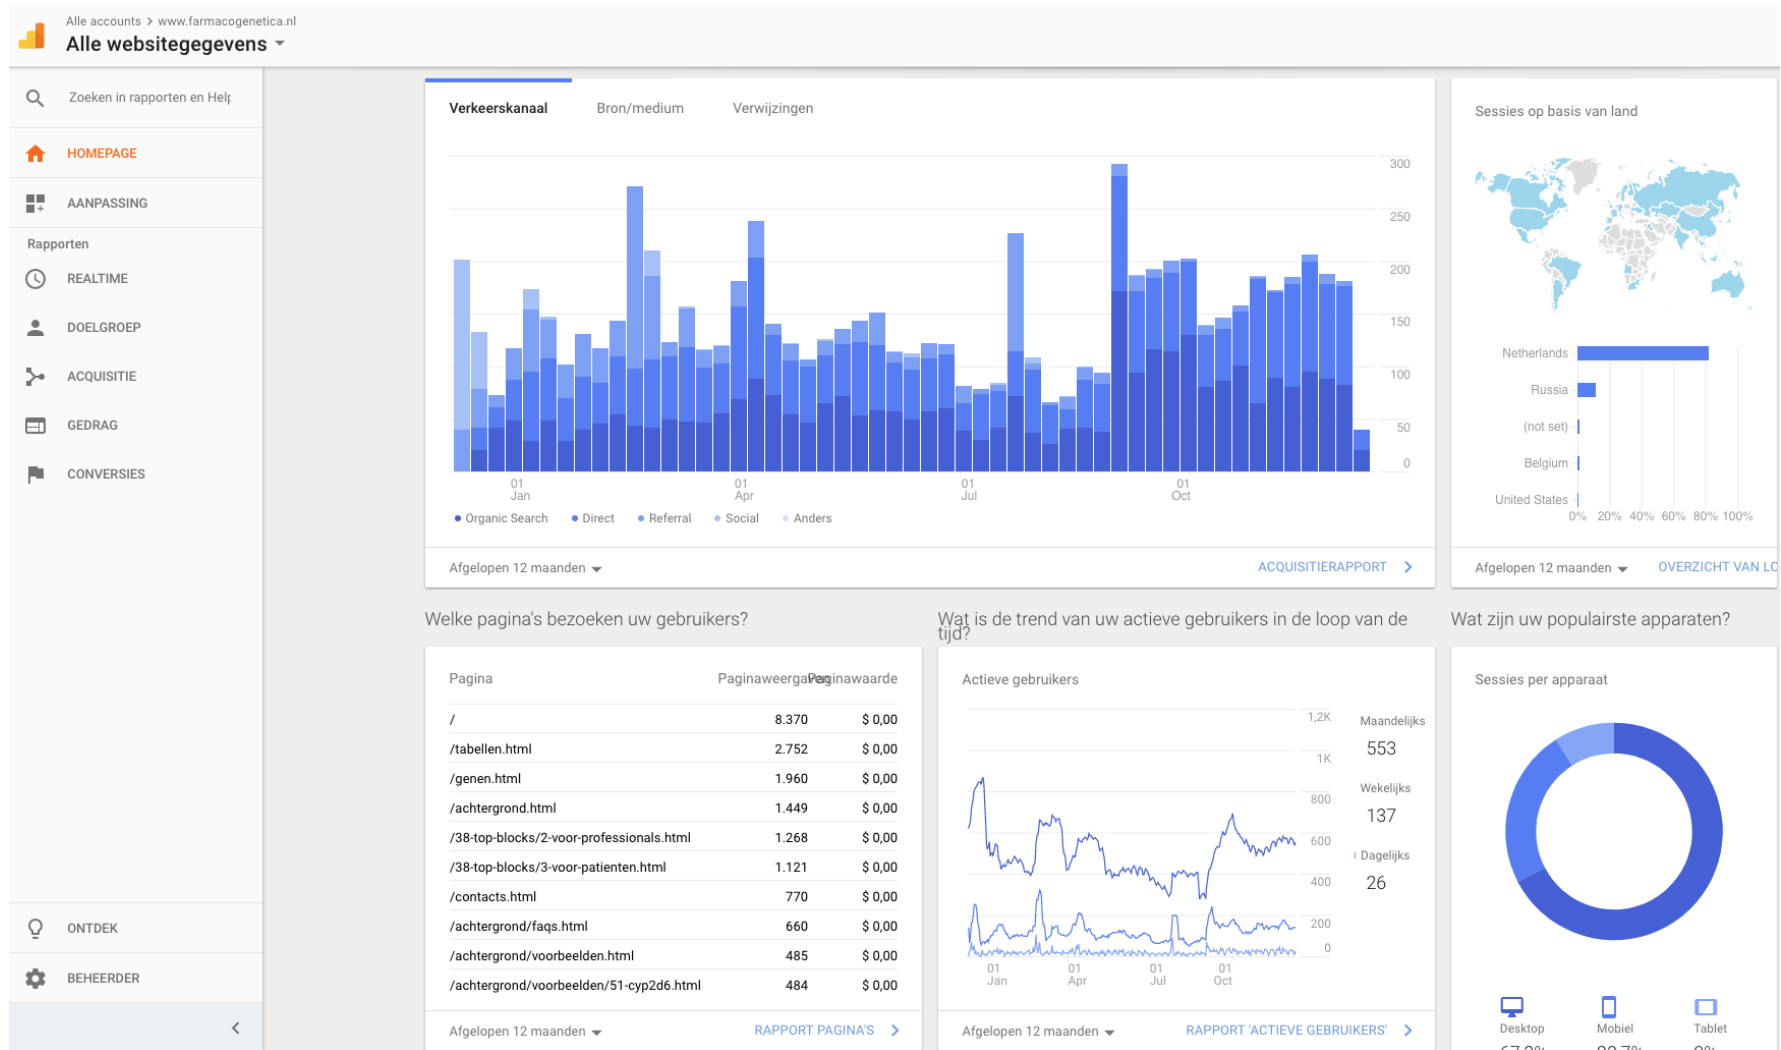 Alle accounts > www.farmacogenetica.nl
Alle websitegegevens
Zoeken in rapporten en Help
HOMEPAGE
AANPASSING
Rapporten
REALTIME
DOELGROEP
ACQUISITIE
GEDRAG
CONVERSIES
ONTDEK
BEHEERDER
Verkeerskanaal Bron/medium Verwijzingen
300
250
200
150
100
50
0
01 Jan
01 Apr
01 Jul
01 Oct
Organic Search Direct Referral Social Anders
Afgelopen 12 maanden ACQUISITIERAPPORT
Sessies op basis van land
Netherlands
Russia
(not set)
Belgium
United States
0% 20% 40% 60% 80% 100%
Afgelopen 12 maanden OVERZICHT VAN
Welke pagina's bezoeken uw gebruikers?
Pagina Paginaweergaven Paginawaarde
/ 8.370 $ 0,00
/tabellen.html 2.752 $ 0,00
/genen.html 1.960 $ 0,00
/achtergrond.html 1.449 $ 0,00
/38-top-blocks/2-voor-professionals.html 1.268 $ 0,00
/38-top-blocks/3-voor-patienten.html 1.121 $ 0,00
/contacts.html 770 $ 0,00
/achtergrond/faqs.html 660 $ 0,00
/achtergrond/voorbeelden.html 485 $ 0,00
/achtergrond/voorbeelden/51-cyp2d6.html 484 $ 0,00
Afgelopen 12 maanden RAPPORT PAGINA'S
Wat is de trend van uw actieve gebruikers in de loop van de
tijd?
Actieve gebruikers
1,2K
1K
800
600
400
200
0
01 Jan
01 Apr
01 Jul
01 Oct
Maandelijks
553
Wekelijks
137
Dagelijks
26
Afgelopen 12 maanden RAPPORT 'ACTIEVE GEBRUIKERS'
Wat zijn uw populairste apparaten?
Sessies per apparaat
Desktop Mobiel Tablet